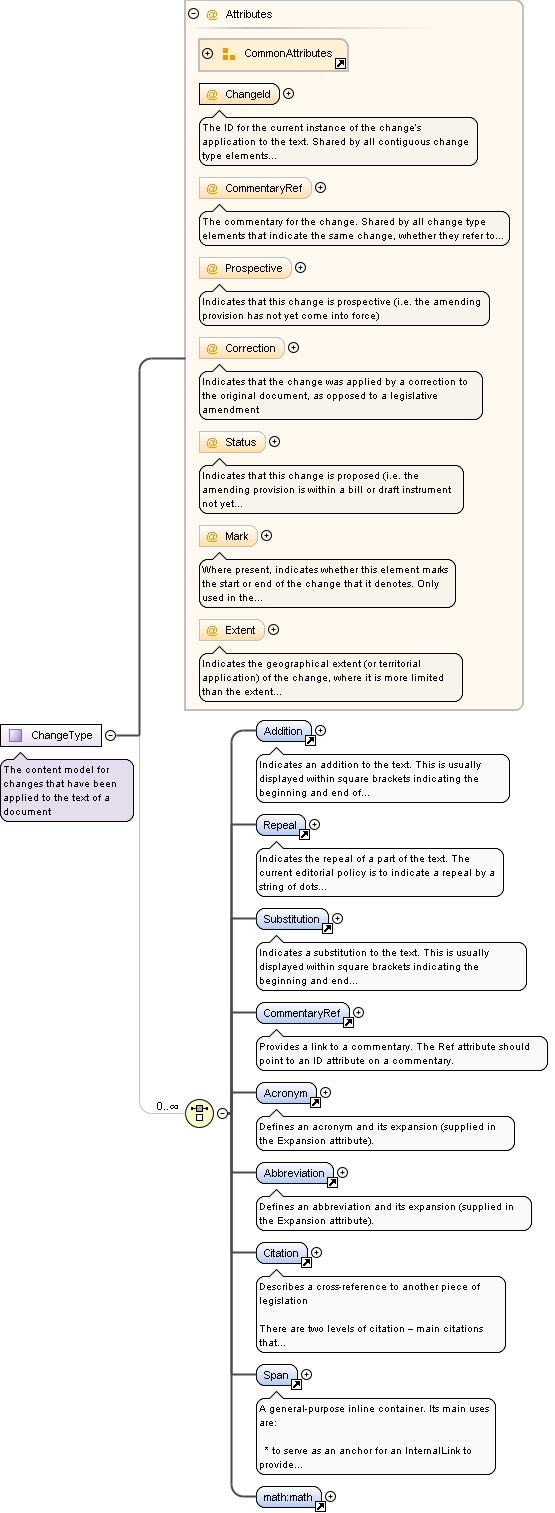 Attributes
CommonAttributes
ChangeId
The ID for the current instance of the change's
application to the text. Shared by all contiguous change
type elements...
CommentaryRef
The commentary for the change. Shared by all change type
elements that indicate the same change, whether they refer to...
Prospective
Indicates that this change is prospective (i.e. the amending
provision has not yet come into force)
Correction
Indicates that the change was applied by a correction to
the original document, as opposed to a legislative
amendment
Status
Indicates that this change is proposed (i.e. the
amending provision is within a bill or draft instrument
not yet...
Mark
Where present, indicates whether this element marks
the start or end of the change that it denotes. Only
used in the...
Extent
Indicates the geographical extent (or territorial
application) of the change, where it is more limited
than the extent...
ChangeType
The content model for
changes that have been
applied to the text of a
document
0..∞
Addition
Indicates an addition to the text. This is usually
displayed within square brackets indicating the
beginning and end of...
Repeal
Indicates the repeal of a part of the text. The
current editorial policy is to indicate a repeal by a
string of dots...
Substitution
Indicates a substitution to the text. This is usually
displayed within square brackets indicating the
beginning and end...
CommentaryRef
Provides a link to a commentary. The Ref attribute should
point to an ID attribute on a commentary.
Acronym
Defines an acronym and its expansion (supplied in
the Expansion attribute).
Abbreviation
Defines an abbreviation and its expansion (supplied in
the Expansion attribute).
Citation
Describes a cross-reference to another piece of
legislation
There are two levels of citation – main citations
that...
Span
A general-purpose inline container. Its main uses
are:
* to serve as an anchor for an InternalLink to
provide...
math:math